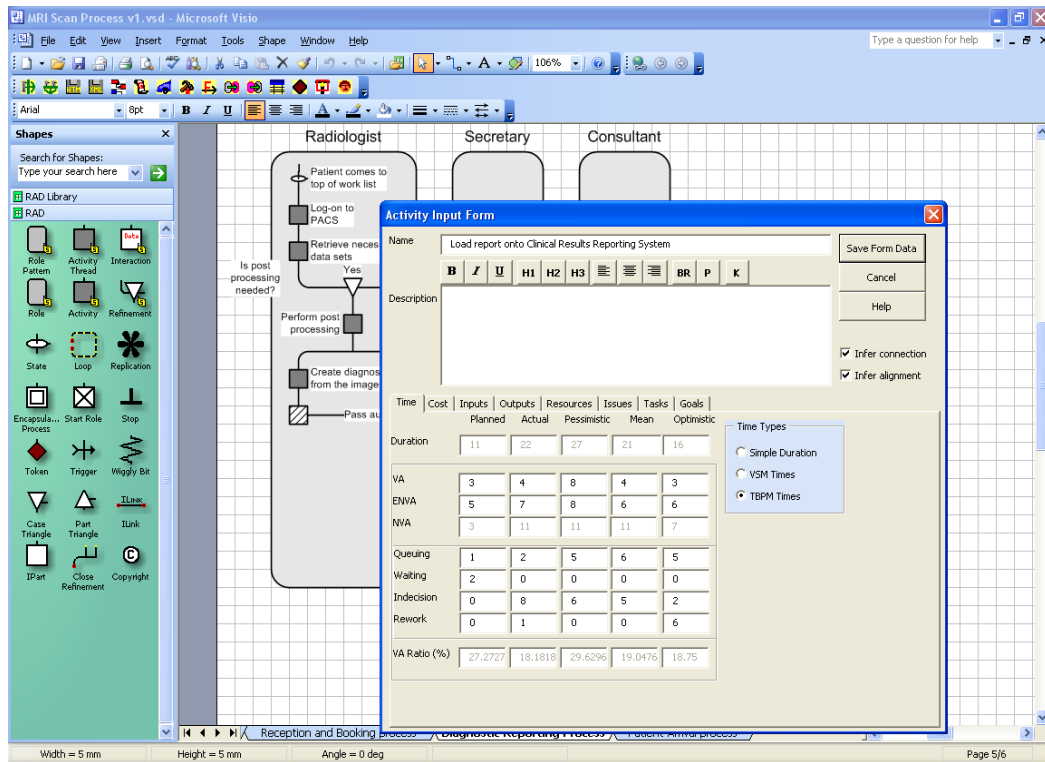 MRI Scan Process v1.vsd - Microsoft Visio
File Edit View Insert Format Tools Shape Window Help
Type a question for help
106%
Arial 8pt B I U
Shapes
Search for Shapes:
Type your search here
RAD Library
RAD
Role Pattern
Activity Thread
Data
Interaction
Role
Activity
Refinement
State
Loop
Replication
Encapsula... Process
Start Role
Stop
Token
Trigger
Wiggly Bit
Case Triangle
Part Triangle
ILink
ILink
IPart
Close Refinement
Copyright
Radiologist Secretary Consultant
Patient comes to
top of work list
Log-on to
PACS
Retrieve neces
data sets
Is post
processing
needed?
Yes
Perform post
processing
Create diagnos
from the image
Pass au
Activity Input Form
Name Load report onto Clinical Results Reporting System
B I U H1 H2 H3 BR P K
Description
Save Form Data
Cancel
Help
Infer connection
Infer alignment
Time Cost Inputs Outputs Resources Issues Tasks Goals
Planned Actual Pessimistic Mean Optimistic
Duration 11 22 27 21 16
VA 3 4 8 4 3
ENVA 5 7 8 6 6
NVA 3 11 11 11 7
Queuing 1 2 5 6 5
Waiting 2 0 0 0 0
Indecision 0 8 6 5 2
Rework 0 1 0 0 6
VA Ratio (%) 27.2727 18.1818 29.6296 19.0476 18.75
Time Types
Simple Duration
VSM Times
TBPM Times
Reception and Booking process Diagnostic Reporting Process Patient Arrival process
Width = 5 mm Height = 5 mm Angle = 0 deg Page 5/6